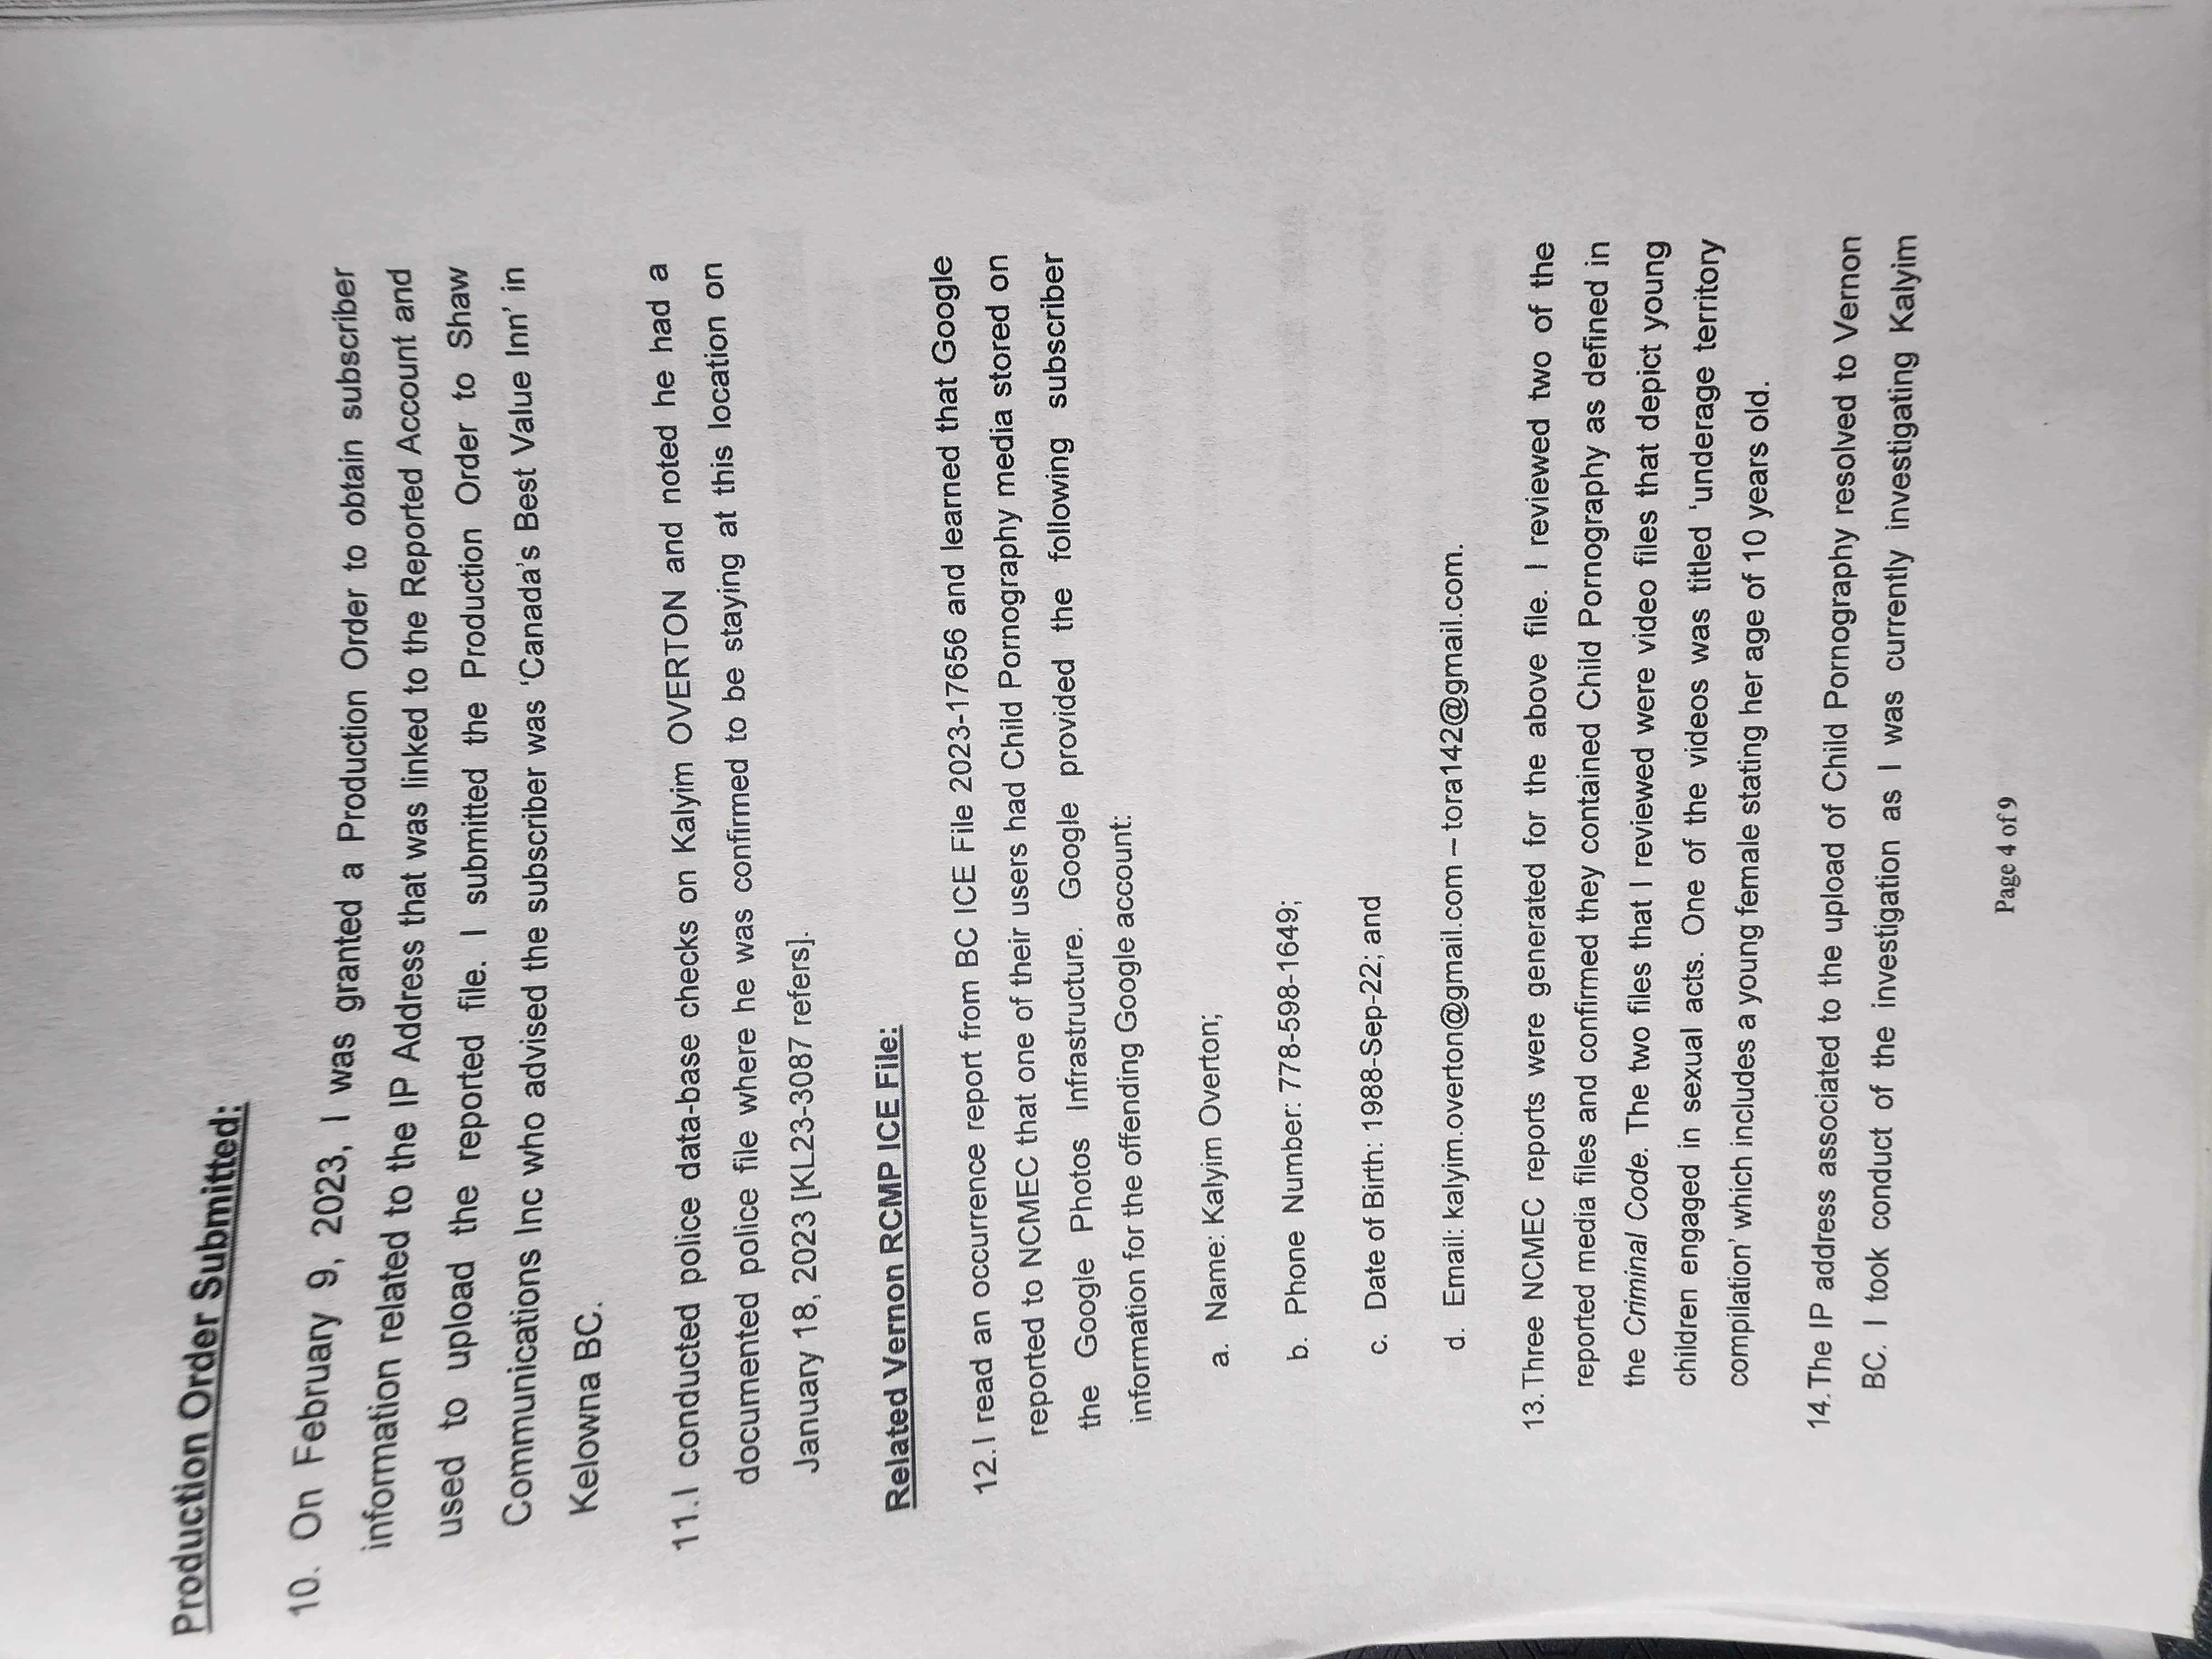 Production Order Submitted:
10. On February 9, 2023, I was granted a Production Order to obtain subscriber
information related to the IP Address that was linked to the Reported Account and
used to upload the reported file. I submitted the Production Order to Shaw
Communications Inc who advised the subscriber was ‘Canada’s Best Value Inn’ in
Kelowna BC.
11.I conducted police data-base checks on Kalyim OVERTON and noted he had a
documented police file where he was confirmed to be staying at this location on
January 18, 2023 [KL23-3087 refers].
Related Vernon RCMP ICE File:
12.I read an occurrence report from BC ICE File 2023-17656 and learned that Google
reported to NCMEC that one of their users had Child Pornography media stored on
the Google Photos Infrastructure. Google provided the following subscriber
information for the offending Google account:
a. Name: Kalyim Overton;
b. Phone Number: 778-598-1649;
c. Date of Birth: 1988-Sep-22; and
d. Email: kalyim.overton@gmail.com – tora142@gmail.com.
13.Three NCMEC reports were generated for the above file. I reviewed two of the
reported media files and confirmed they contained Child Pornography as defined in
the Criminal Code. The two files that I reviewed were video files that depict young
children engaged in sexual acts. One of the videos was titled ‘underage territory
compilation’ which includes a young female stating her age of 10 years old.
14.The IP address associated to the upload of Child Pornography resolved to Vernon
BC. I took conduct of the investigation as I was currently investigating Kalyim
Page 4 of 9